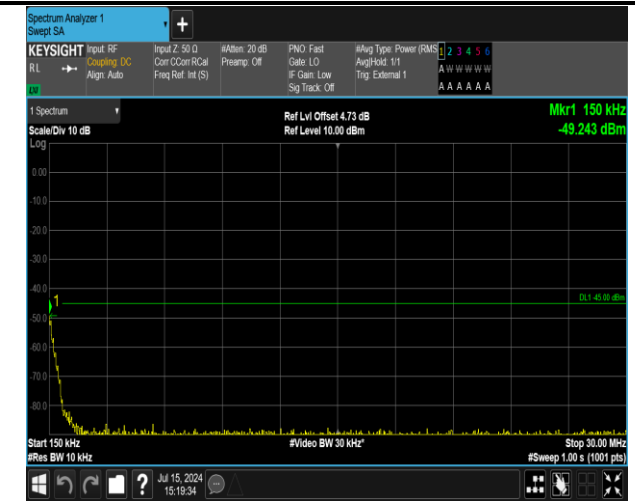 Spectrum Analyzer 1
Swept SA
+
KEYSIGHT
RL
Input: RF
Coupling: DC
Align: Auto
Input Z: 50 Ω
Corr CCorr RCal
Freq Ref: Int (S)
#Atten: 20 dB
Preamp: Off
PNO: Fast
Gate: LO
IF Gain: Low
Sig Track: Off
#Avg Type: Power (RMS
Avg|Hold: 1/1
Trig: External 1
1 2 3 4 5 6
A W W W W W
A A A A A A
1 Spectrum
Scale/Div 10 dB
Ref Lvl Offset 4.73 dB
Ref Level 10.00 dBm
Mkr1 150 kHz
-49.243 dBm
Log
0.00
-10.0
-20.0
-30.0
-40.0
1
DL1 -45.00 dBm
-50.0
-60.0
-70.0
-80.0
Start 150 kHz
#Video BW 30 kHz*
Stop 30.00 MHz
#Res BW 10 kHz
#Sweep 1.00 s (1001 pts)
?
Jul 15, 2024
15:19:34